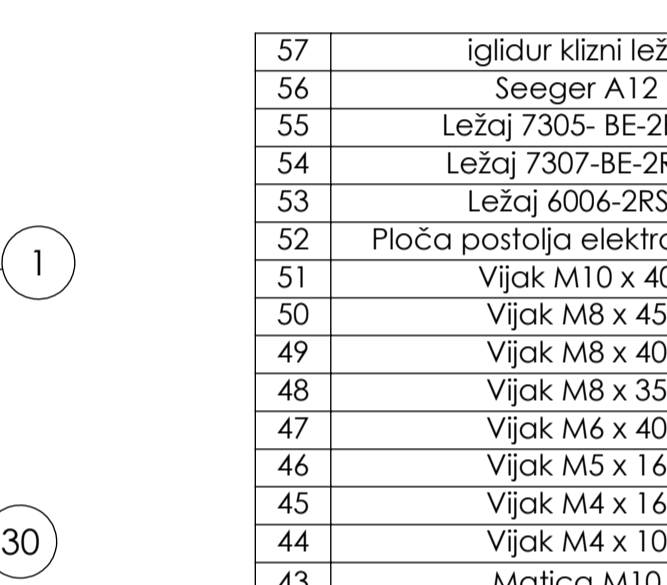 57 iglidur klizni
56 Seeger A12
55 Ležaj 7305- BE-2
54 Ležaj 7307-BE-2R
53 Ležaj 6006-2RS
52 Ploča postolja
1
51 Vijak M10 x 40
50 Vijak M8 x 45
49 Vijak M8 x 40
48 Vijak M8 x 35
47 Vijak M6 x 40
46 Vijak M5 x 16
45 Vijak M4 x 16
30
44 Vijak M4 x 10
43 Matica M10